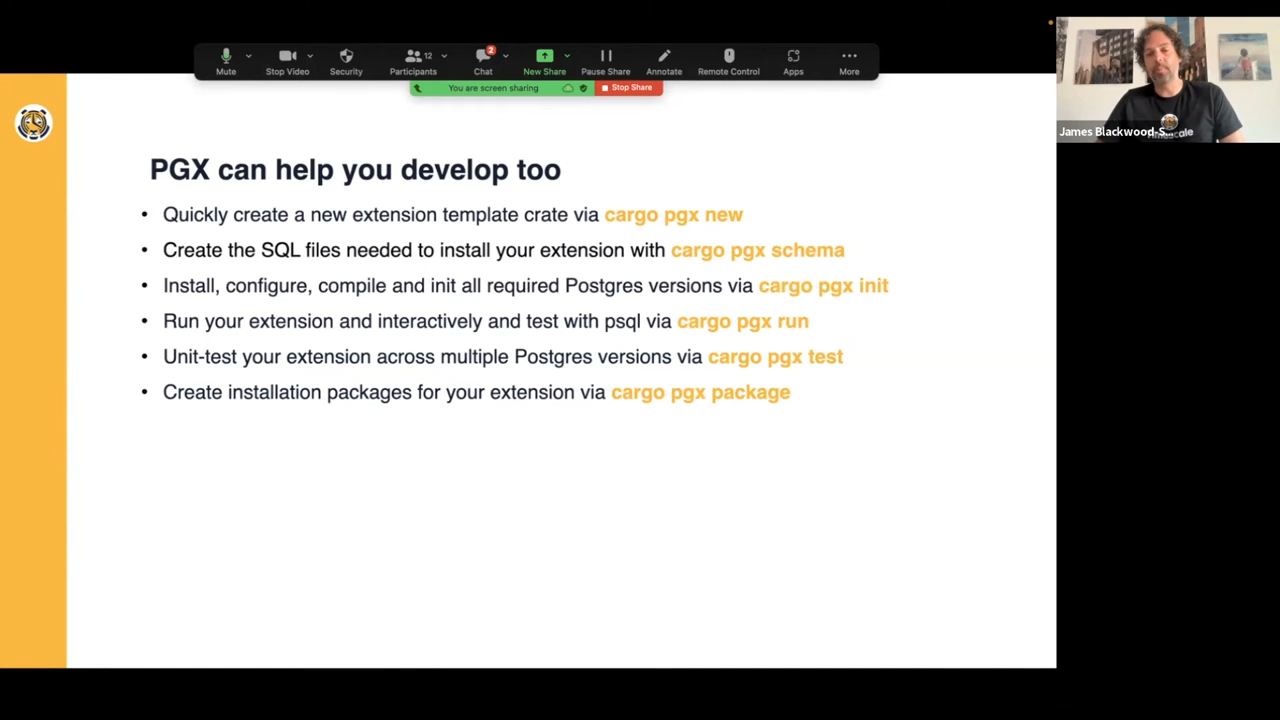 Mute
Stop Video
Security
Participants
12
Chat
2
New Share
Pause Share
Annotate
Remote Control
Apps
More
You are screen sharing
Stop Share
James Blackwood-S...
PGX can help you develop too
• Quickly create a new extension template crate via cargo pgx new
• Create the SQL files needed to install your extension with cargo pgx schema
• Install, configure, compile and init all required Postgres versions via cargo pgx init
• Run your extension and interactively and test with psql via cargo pgx run
• Unit-test your extension across multiple Postgres versions via cargo pgx test
• Create installation packages for your extension via cargo pgx package